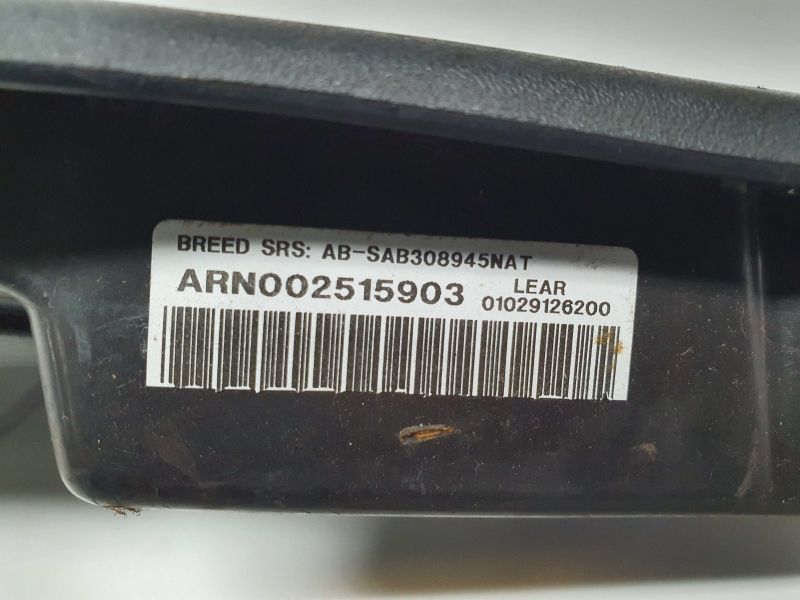 BREED SRS: AB-SAB308945NAT
ARN002515903
LEAR
01029126200